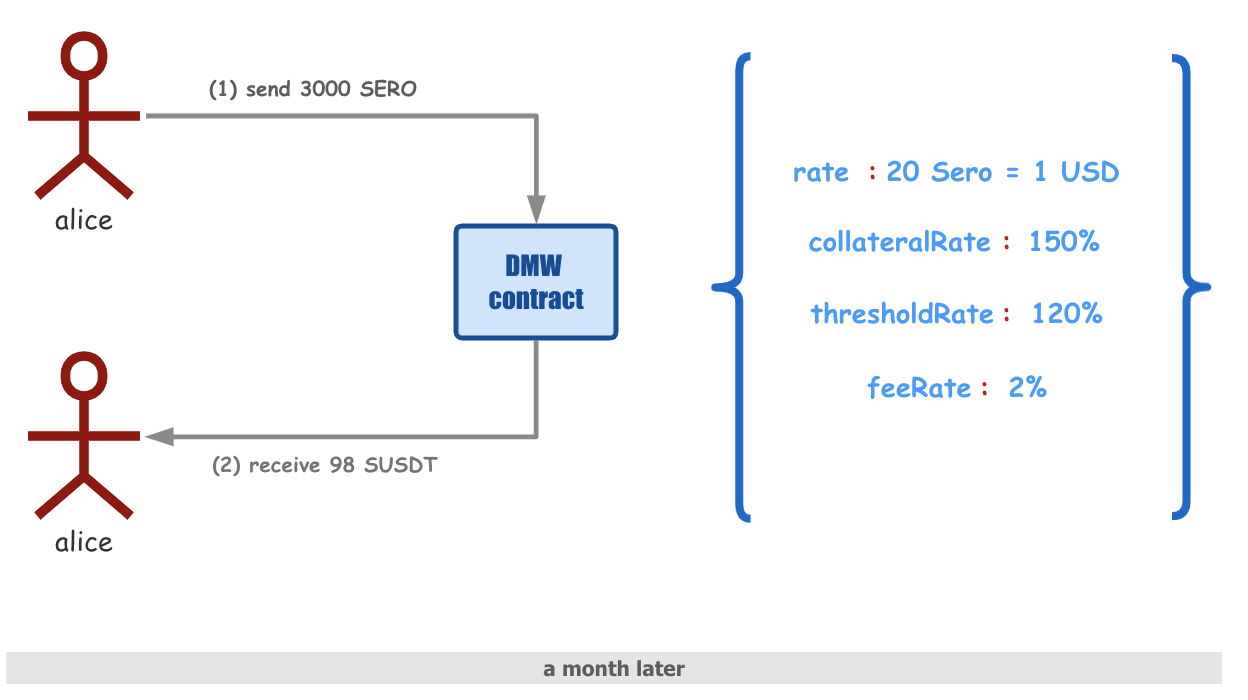 (1) send 3000 SERO
alice
DMW
contract
(2) receive 98 SUSDT
alice
rate : 20 Sero = 1 USD
collateralRate : 150%
thresholdRate : 120%
feeRate : 2%
a month later